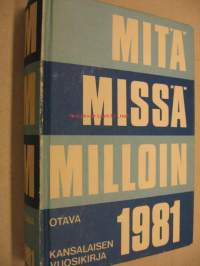 MITÄ
MISSÄ
MILLOIN
OTAVA
1981
KANSALAISEN
VUOSIKIRJA